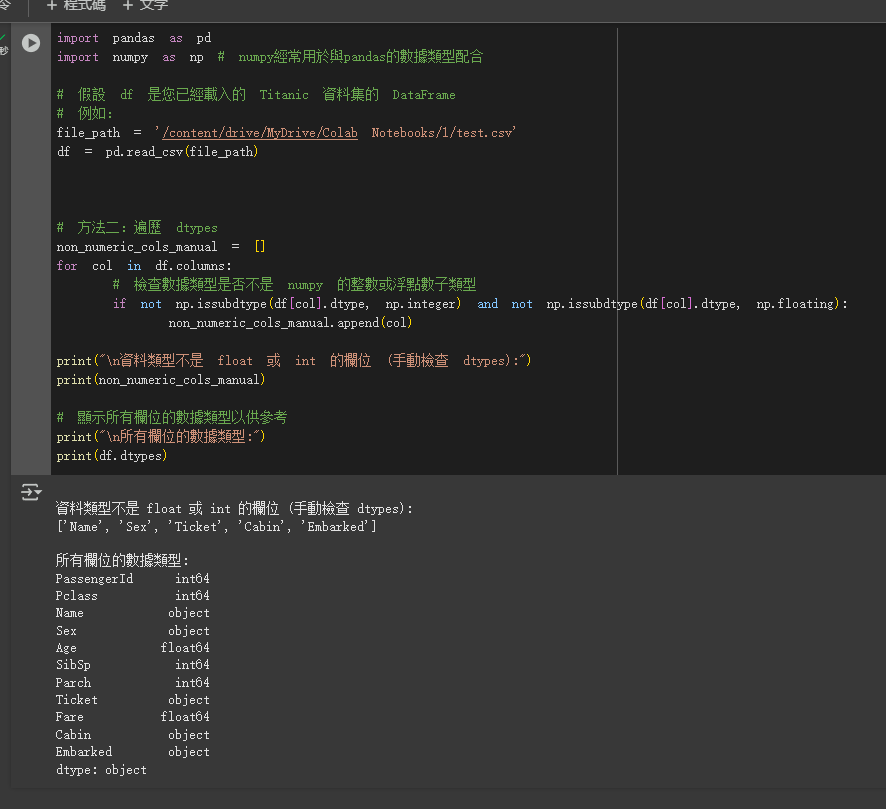 + 程式碼 + 文字
秒
import pandas as pd
import numpy as np # numpy經常用於與pandas的數據類型配合
# 假設 df 是您已經載入的 Titanic 資料集的 DataFrame
# 例如:
file_path = '/content/drive/MyDrive/Colab Notebooks/1/test.csv'
df = pd.read_csv(file_path)
# 方法二：遍歷 dtypes
non_numeric_cols_manual = []
for col in df.columns:
# 檢查數據類型是否不是 numpy 的整數或浮點數子類型
if not np.issubdtype(df[col].dtype, np.integer) and not np.issubdtype(df[col].dtype, np.floating):
non_numeric_cols_manual.append(col)
print("\n資料類型不是 float 或 int 的欄位 (手動檢查 dtypes):")
print(non_numeric_cols_manual)
# 顯示所有欄位的數據類型以供參考
print("\n所有欄位的數據類型:")
print(df.dtypes)
資料類型不是 float 或 int 的欄位 (手動檢查 dtypes):
['Name', 'Sex', 'Ticket', 'Cabin', 'Embarked']
所有欄位的數據類型:
PassengerId int64
Pclass int64
Name object
Sex object
Age float64
SibSp int64
Parch int64
Ticket object
Fare float64
Cabin object
Embarked object
dtype: object